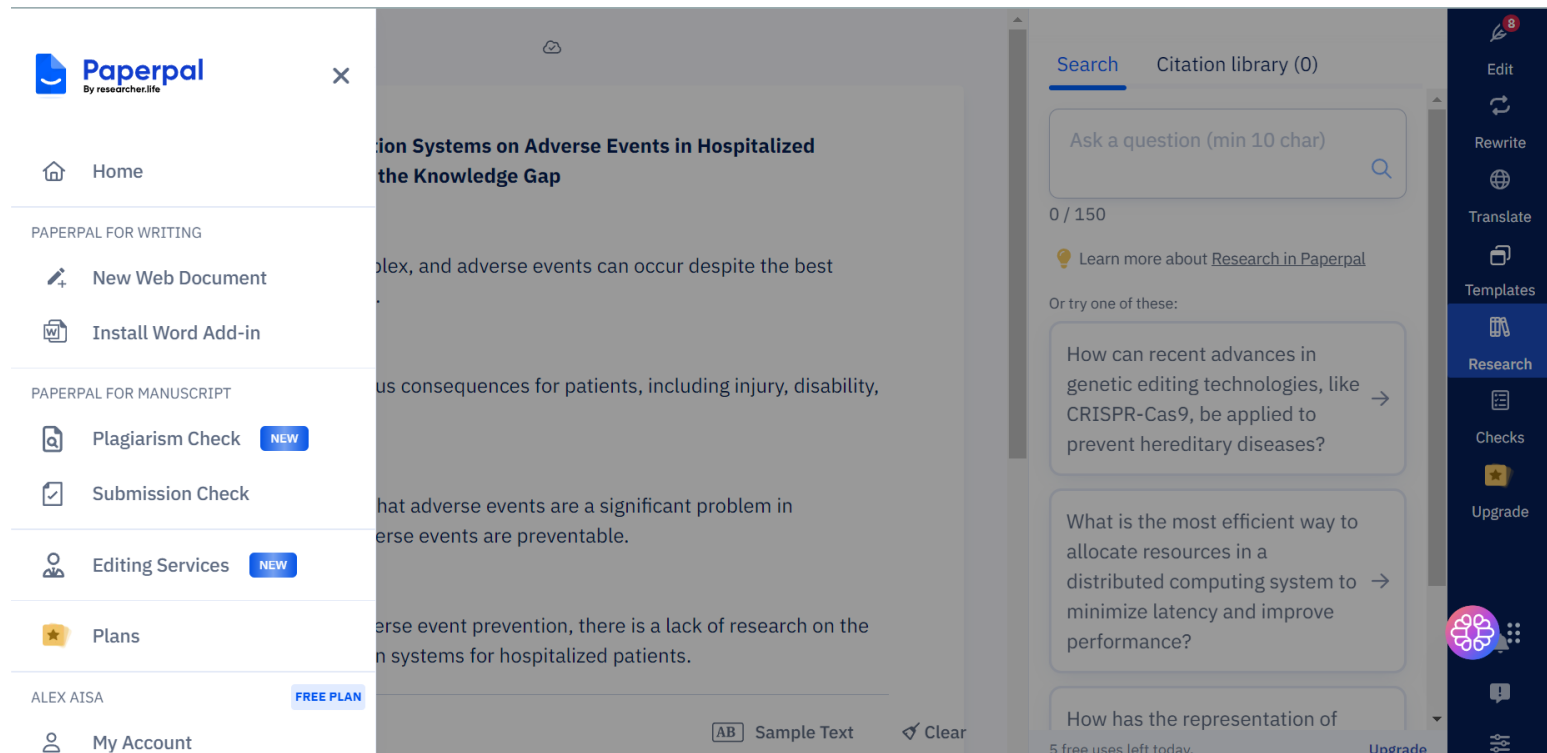 Paperpal
By researcher.life
Home
PAPERPAL FOR WRITING
New Web Document
Install Word Add-in
PAPERPAL FOR MANUSCRIPT
Plagiarism Check NEW
Submission Check
Editing Services NEW
Plans
ALEX AISA FREE PLAN
My Account
ion Systems on Adverse Events in Hospitalized
the Knowledge Gap
plex, and adverse events can occur despite the best
.
us consequences for patients, including injury, disability,
hat adverse events are a significant problem in
erse events are preventable.
erse event prevention, there is a lack of research on the
n systems for hospitalized patients.
AB Sample Text Clear
Search Citation library (0)
Ask a question (min 10 char)
0 / 150
Learn more about Research in Paperpal
Or try one of these:
How can recent advances in
genetic editing technologies, like
CRISPR-Cas9, be applied to
prevent hereditary diseases?
What is the most efficient way to
allocate resources in a
distributed computing system to
minimize latency and improve
performance?
How has the representation of
5 free uses left today. Upgrade
8
Edit
Rewrite
Translate
Templates
Research
Checks
Upgrade